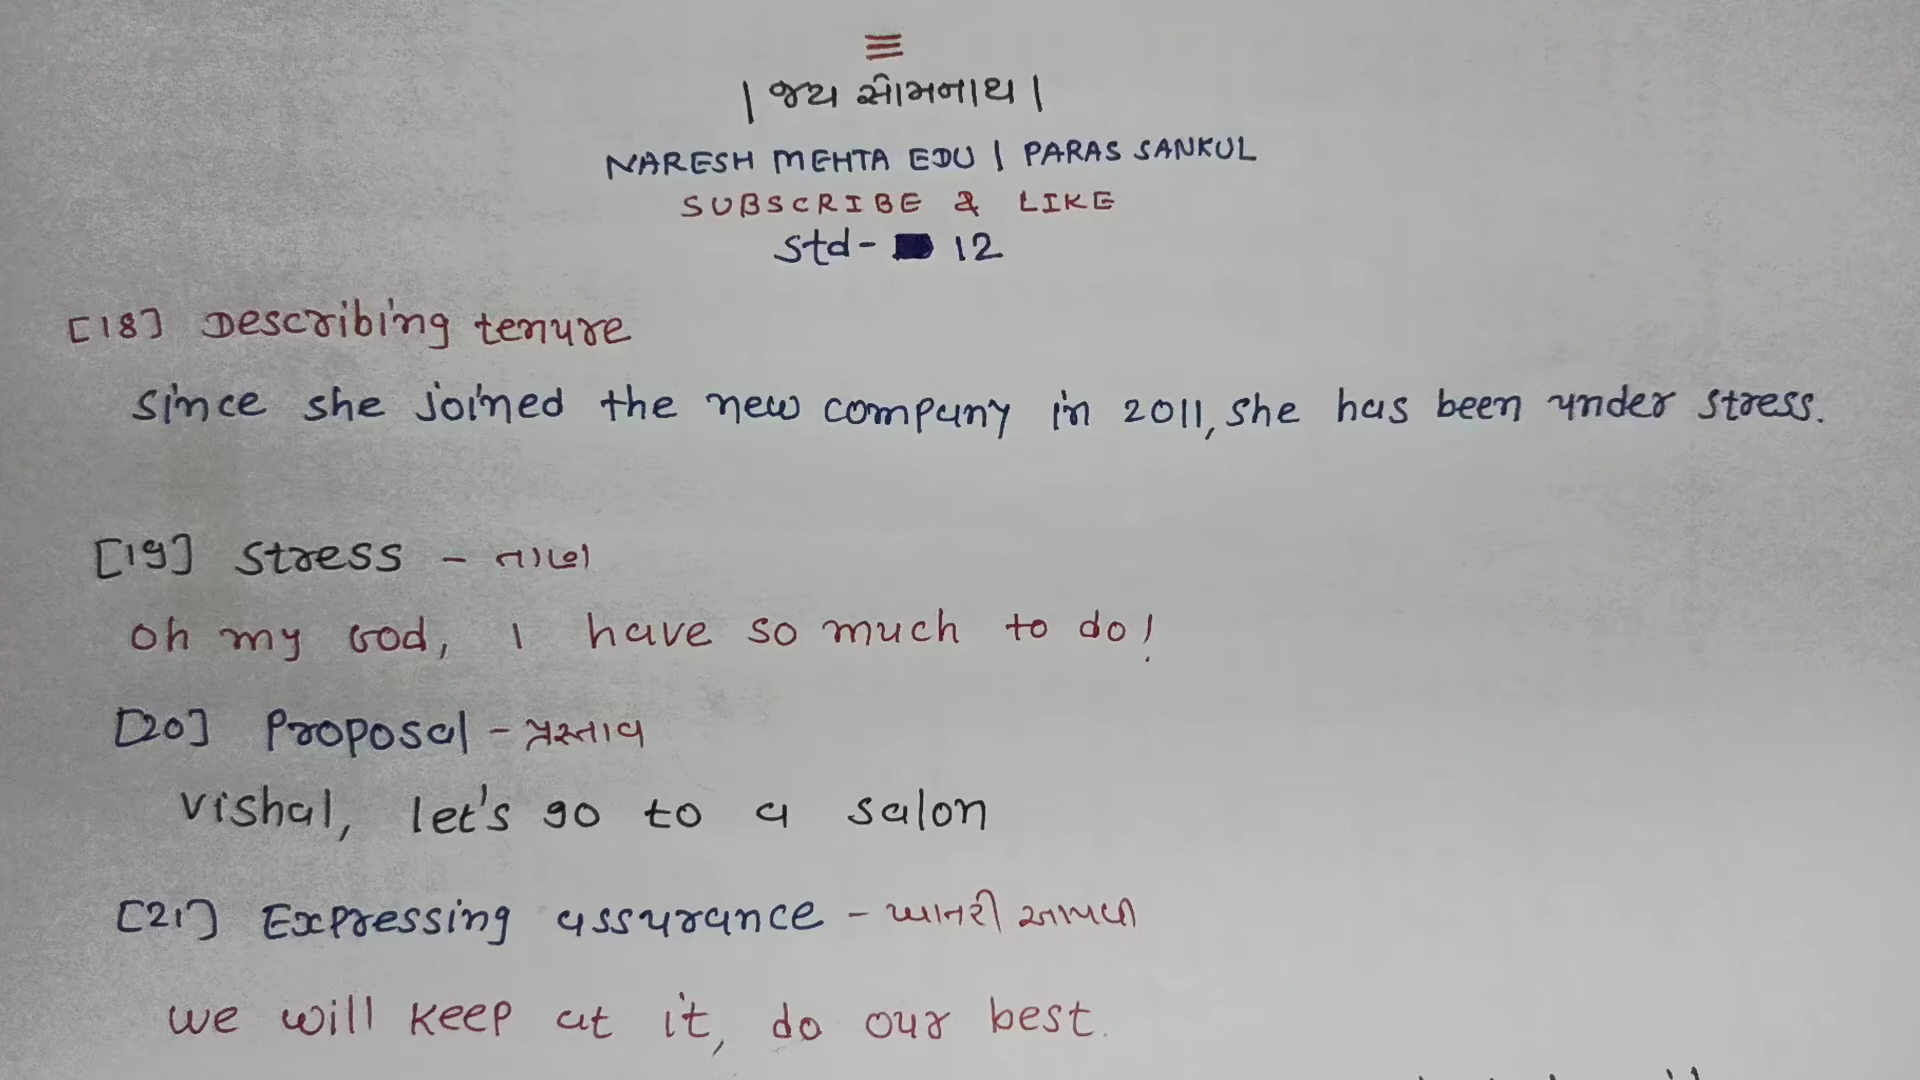 | જય સોમનાથ |
NARESH MEHTA EDU | PARAS SANKUL
SUBSCRIBE & LIKE
Std- 12
[18] Describing tenure
Since she joined the new company in 2011, she has been under stress.
[19] Stress - તાણ
Oh my God, I have so much to do!
[20] Proposal - પ્રસ્તાવ
Vishal, let's go to a salon
[21] Expressing assurance - ખાતરી આપવી
We will keep at it, do our best.